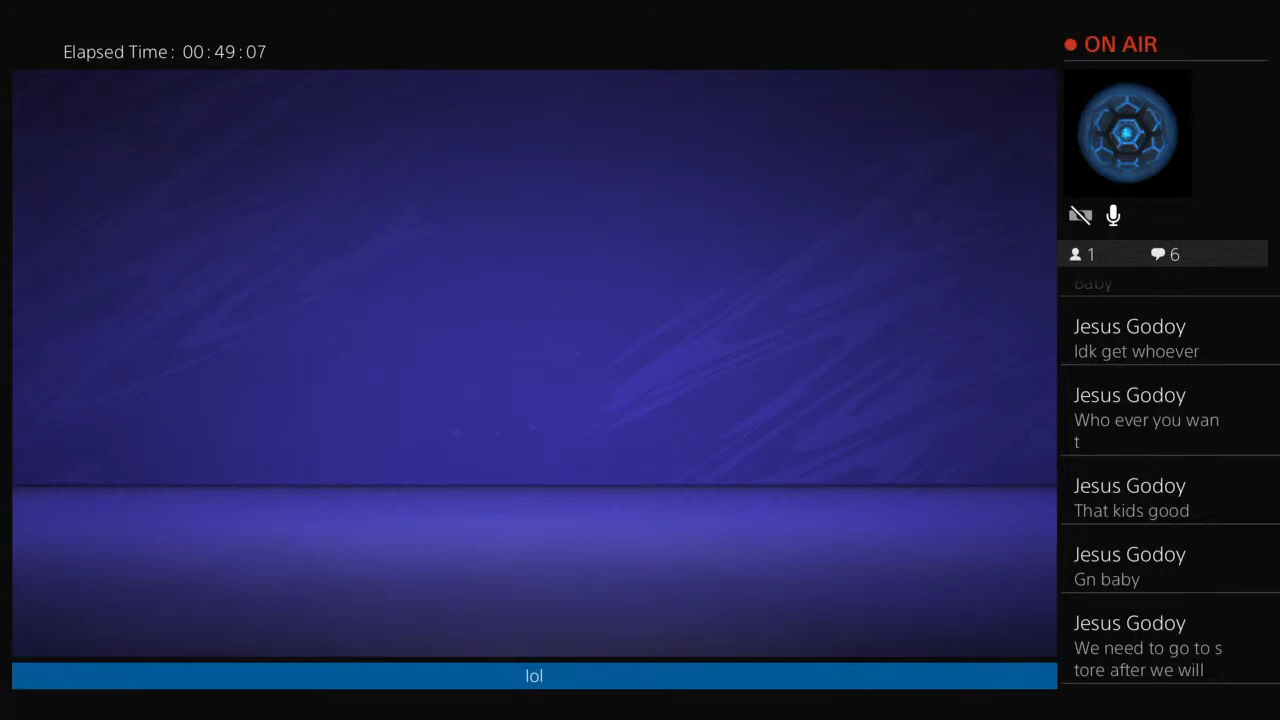 Elapsed Time: 00:49:07
ON AIR
1
6
Baby
Jesus Godoy
Idk get whoever
Jesus Godoy
Who ever you wan
t
Jesus Godoy
That kids good
Jesus Godoy
Gn baby
Jesus Godoy
We need to go to s
tore after we will
lol